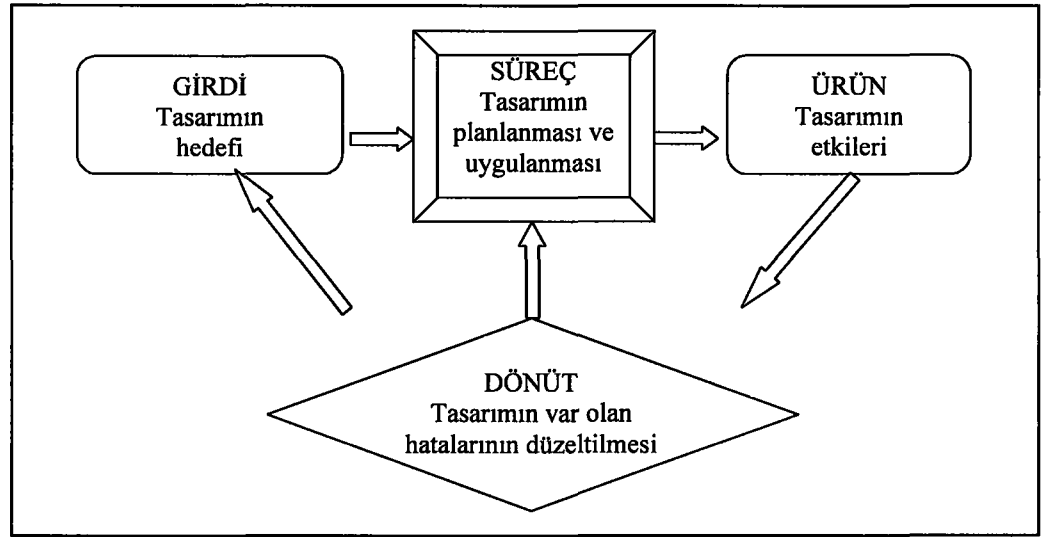 GİRDİ
Tasarımın
hedefi
SÜREÇ
Tasarımın
planlanması ve
uygulanması
ÜRÜN
Tasarımın
etkileri
DÖNÜT
Tasarımın var olan
hatalarının düzeltilmesi